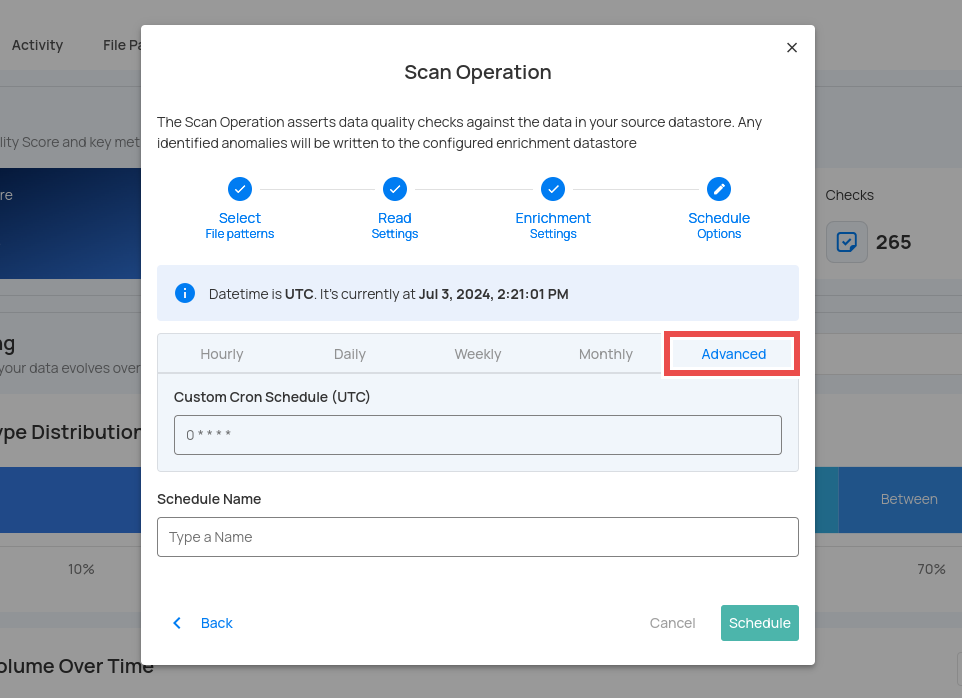 Activity
File Pa
Scan Operation
The Scan Operation asserts data quality checks against the data in your source datastore. Any
identified anomalies will be written to the configured enrichment datastore
lity Score and key met
re
Checks
265
Select
File patterns
Read
Settings
Enrichment
Settings
Schedule
Options
Datetime is UTC. It's currently at Jul 3, 2024, 2:21:01 PM
ng
your data evolves over
Hourly Daily Weekly Monthly Advanced
Custom Cron Schedule (UTC)
0 * * * *
ype Distribution
Schedule Name
Type a Name
Between
10%
70%
Back
Cancel
Schedule
olume Over Time